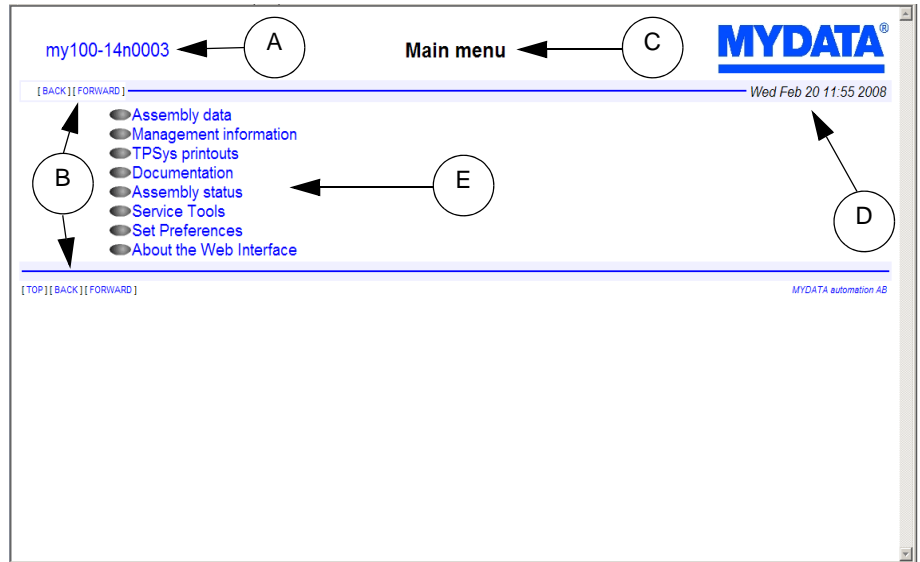 my100-14n0003
A
Main menu
C
MYDATA®
[ BACK ] [ FORWARD ]
Wed Feb 20 11:55 2008
Assembly data
Management information
TPSys printouts
Documentation
Assembly status
Service Tools
Set Preferences
About the Web Interface
B
E
D
[ TOP ] [ BACK ] [ FORWARD ]
MYDATA automation AB